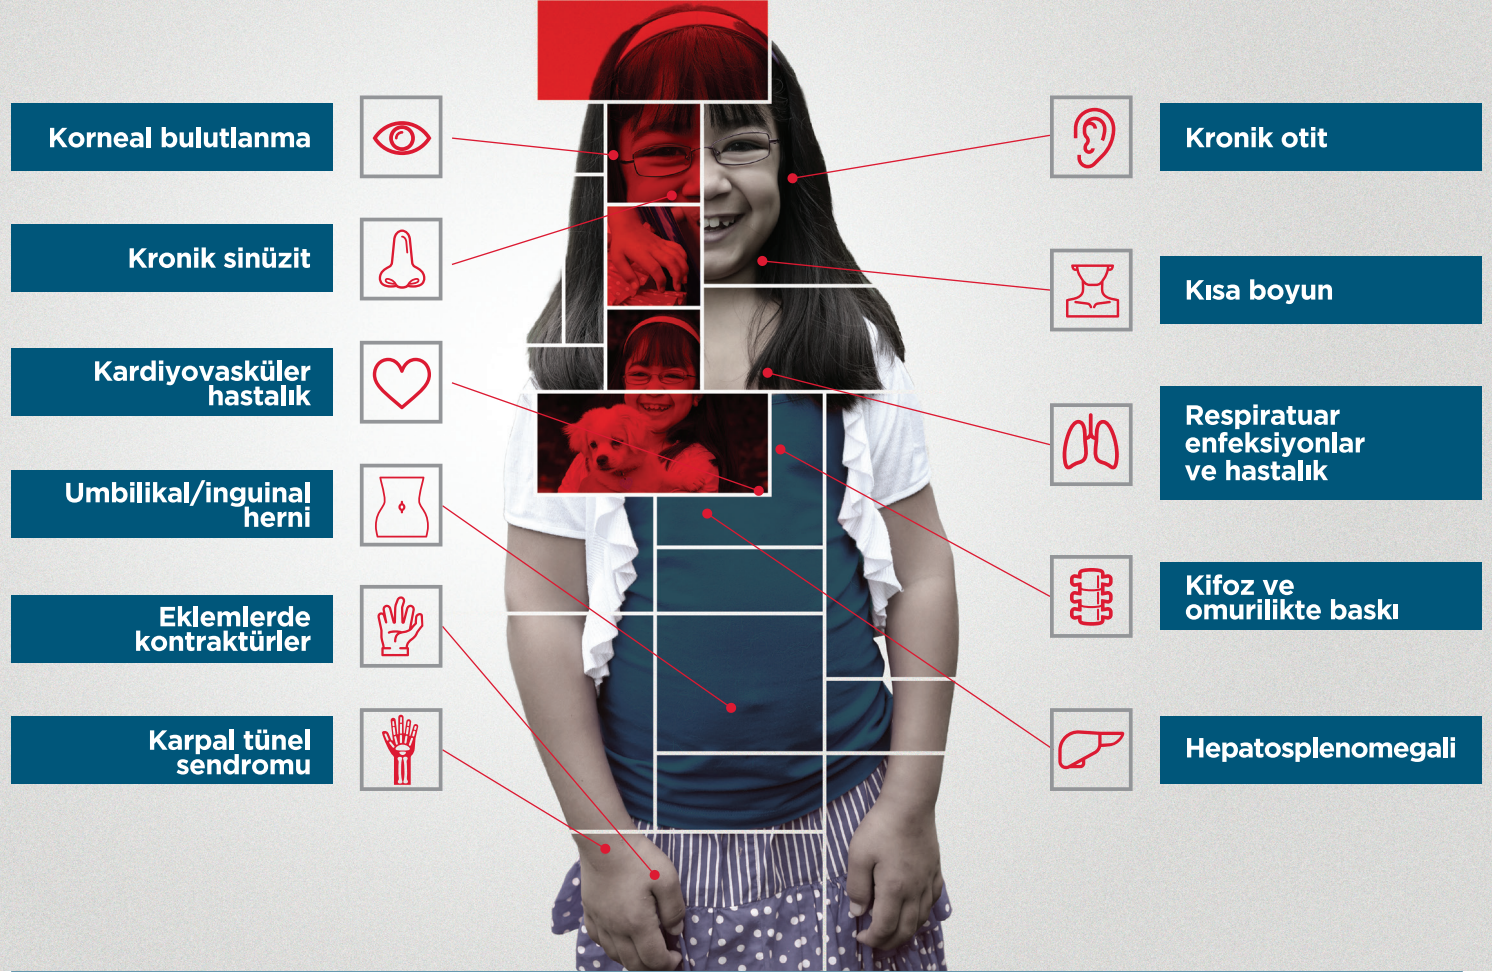 Korneal bulutlanma
Kronik sinüzit
Kardiyovasküler
hastalık
Umbilikal/inguinal
herni
Eklemlerde
kontraktürler
Karpal tünel
sendromu
Kronik otit
Kısa boyun
Respiratuar
enfeksiyonlar
ve hastalık
Kifoz ve
omurilikte baskı
Hepatosplenomegali